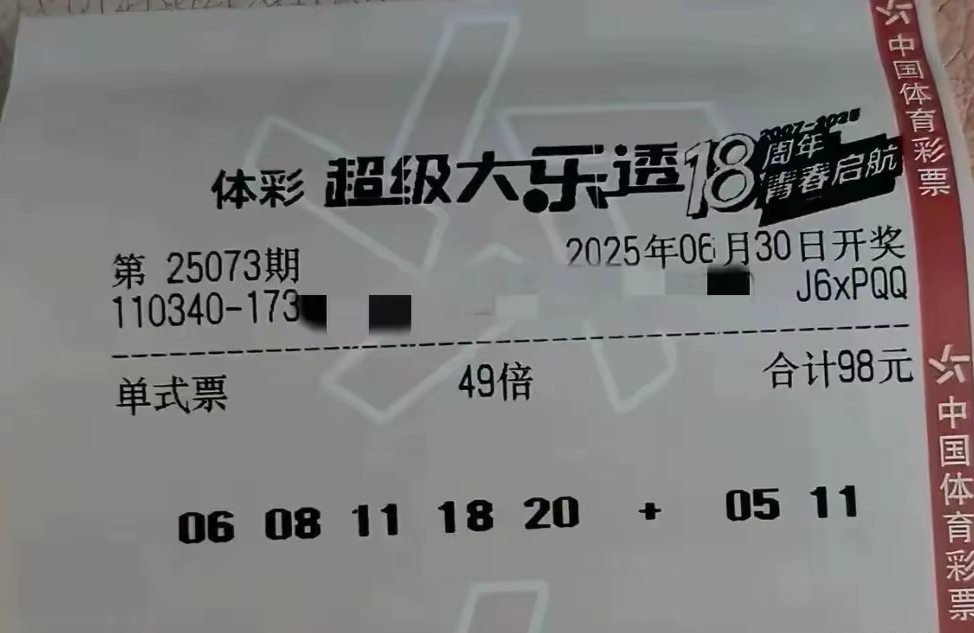 体彩 超级大乐透 18周年 2007-2025
青春启航
第 25073期 2025年06月30日开奖
110340-173 J6xPQQ
单式票 49倍 合计98元
06 08 11 18 20 + 05 11
中国体育彩票
中国体育彩票